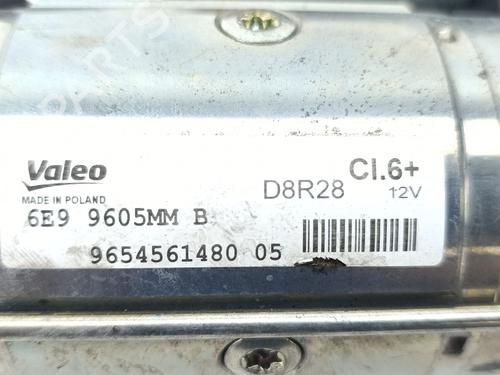 Valeo
MADE IN POLAND
D8R28 Cl.6+
12V
6E9 9605MM B
9654561480 05